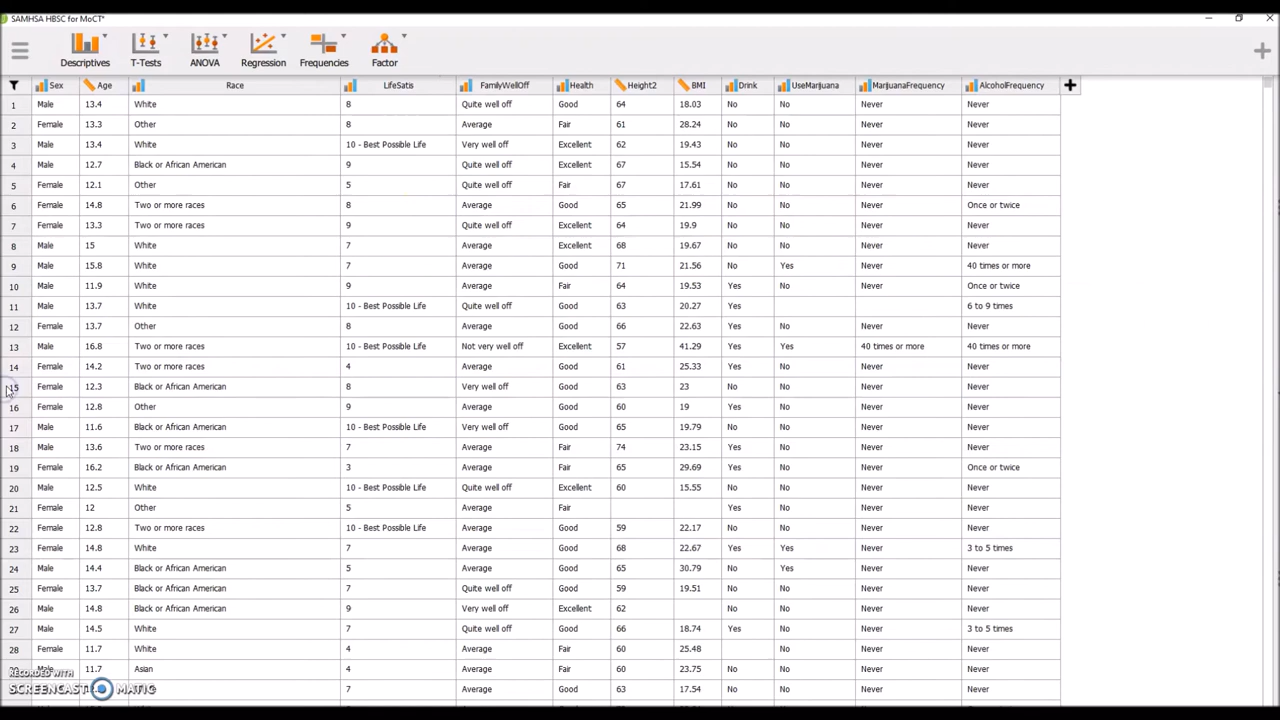 SAMHSA HBSC for MoCT*
Descriptives T-Tests ANOVA Regression Frequencies Factor
Sex Age Race LifeSatis FamilyWellOff Health Height2 BMI Drink UseMarijuana MarijuanaFrequency AlcoholFrequency
1 Male 13.4 White 8 Quite well off Good 64 18.03 No No Never Never
2 Female 13.3 Other 8 Average Fair 61 28.24 No No Never Never
3 Male 13.4 White 10 - Best Possible Life Very well off Excellent 62 19.43 No No Never Never
4 Male 12.7 Black or African American 9 Quite well off Excellent 67 15.54 No No Never Never
5 Female 12.1 Other 5 Quite well off Fair 67 17.61 No No Never Never
6 Female 14.8 Two or more races 8 Average Good 65 21.99 No No Never Once or twice
7 Female 13.3 Two or more races 9 Quite well off Excellent 64 19.9 No No Never Never
8 Male 15 White 7 Average Excellent 68 19.67 No No Never Never
9 Male 15.8 White 7 Average Good 71 21.56 No Yes Never 40 times or more
10 Male 11.9 White 9 Average Good 64 19.53 Yes No Never Once or twice
11 Male 13.7 White 10 - Best Possible Life Quite well off Good 63 20.27 Yes 6 to 9 times
12 Female 13.7 Other 8 Average Good 66 22.63 Yes No Never Never
13 Male 16.8 Two or more races 10 - Best Possible Life Not very well off Excellent 57 41.29 Yes Yes 40 times or more 40 times or more
14 Female 14.2 Two or more races 4 Average Good 61 25.33 Yes No Never Never
15 Female 12.3 Black or African American 8 Very well off Good 63 23 No No Never Never
16 Female 12.8 Other 9 Average Good 60 19 Yes No Never Never
17 Male 11.6 Black or African American 10 - Best Possible Life Very well off Good 65 19.79 No No Never Never
18 Male 13.6 Two or more races 7 Average Fair 74 23.15 Yes No Never Never
19 Female 16.2 Black or African American 3 Average Fair 65 29.69 Yes No Never Once or twice
20 Male 12.5 White 10 - Best Possible Life Quite well off Excellent 60 15.55 No No Never Never
21 Female 12 Other 5 Average Fair Yes No Never Never
22 Female 12.8 Two or more races 10 - Best Possible Life Average Good 59 22.17 No No Never Never
23 Female 14.8 White 7 Average Good 68 22.67 Yes Yes Never 3 to 5 times
24 Male 14.4 Black or African American 5 Average Good 65 30.79 No Yes Never Never
25 Female 13.7 Black or African American 7 Quite well off Good 59 19.51 No No Never Never
26 Male 14.8 Black or African American 9 Very well off Excellent 62 No No Never Never
27 Male 14.5 White 7 Quite well off Good 66 18.74 Yes No Never 3 to 5 times
28 Female 11.7 White 4 Average Fair 60 25.48 No Never Never
Male 11.7 Asian 4 Average Fair 60 23.75 No No Never Never
7 Average Good 63 17.54 No No Never Never
RECORDED WITH
SCREENCAST MATIC